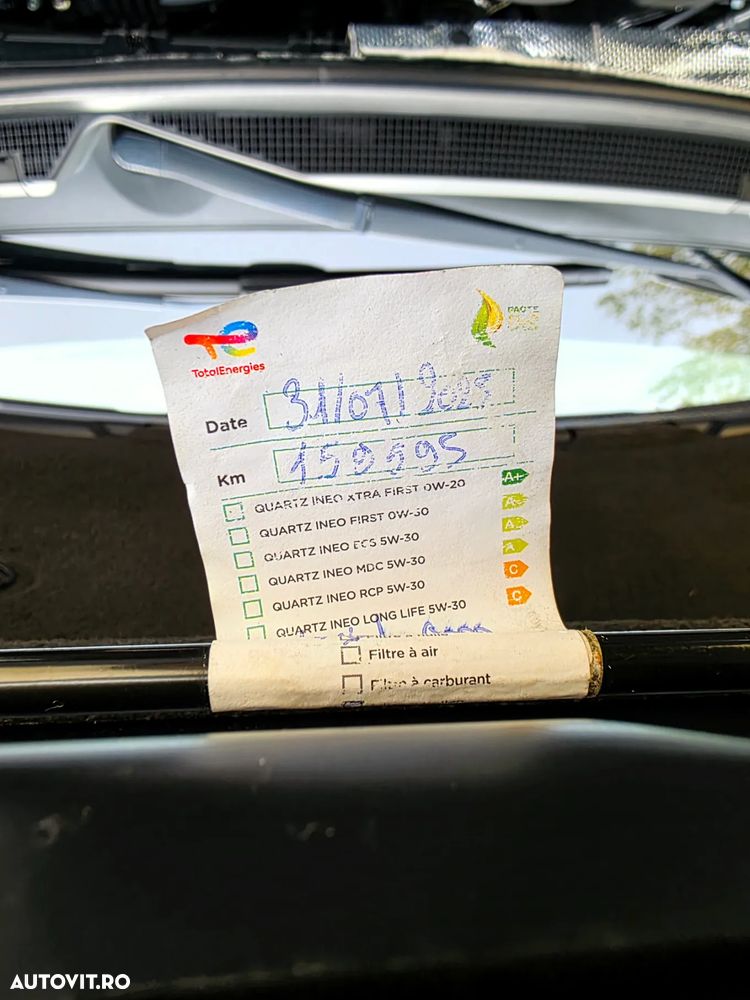 TotalEnergies
PACTE
Date 31/07/2025
Km
QUARTZ INEO XTRA FIRST 0W-20 A+
QUARTZ INEO FIRST 0W-30
QUARTZ INEO ECS 5W-30
QUARTZ INEO MDC 5W-30 A
QUARTZ INEO RCP 5W-30 C
QUARTZ INEO LONG LIFE 5W-30 C
Filtre à air
Filtre à carburant
AUTOVIT.RO